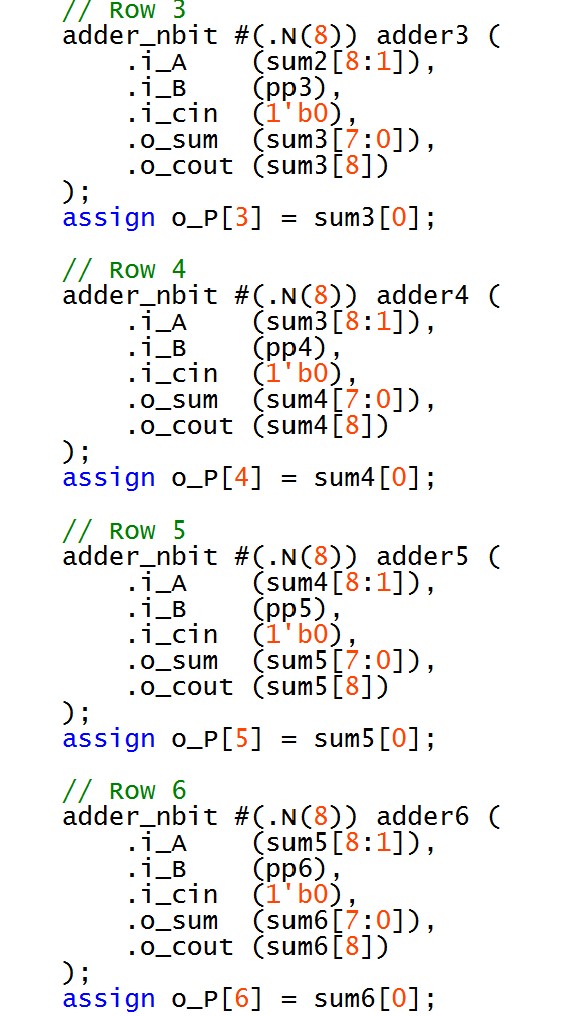 // Row 3
adder_nbit #(.N(8)) adder3 (
    .i_A    (sum2[8:1]),
    .i_B    (pp3),
    .i_cin  (1'b0),
    .o_sum  (sum3[7:0]),
    .o_cout (sum3[8])
);
assign o_P[3] = sum3[0];

// Row 4
adder_nbit #(.N(8)) adder4 (
    .i_A    (sum3[8:1]),
    .i_B    (pp4),
    .i_cin  (1'b0),
    .o_sum  (sum4[7:0]),
    .o_cout (sum4[8])
);
assign o_P[4] = sum4[0];

// Row 5
adder_nbit #(.N(8)) adder5 (
    .i_A    (sum4[8:1]),
    .i_B    (pp5),
    .i_cin  (1'b0),
    .o_sum  (sum5[7:0]),
    .o_cout (sum5[8])
);
assign o_P[5] = sum5[0];

// Row 6
adder_nbit #(.N(8)) adder6 (
    .i_A    (sum5[8:1]),
    .i_B    (pp6),
    .i_cin  (1'b0),
    .o_sum  (sum6[7:0]),
    .o_cout (sum6[8])
);
assign o_P[6] = sum6[0];